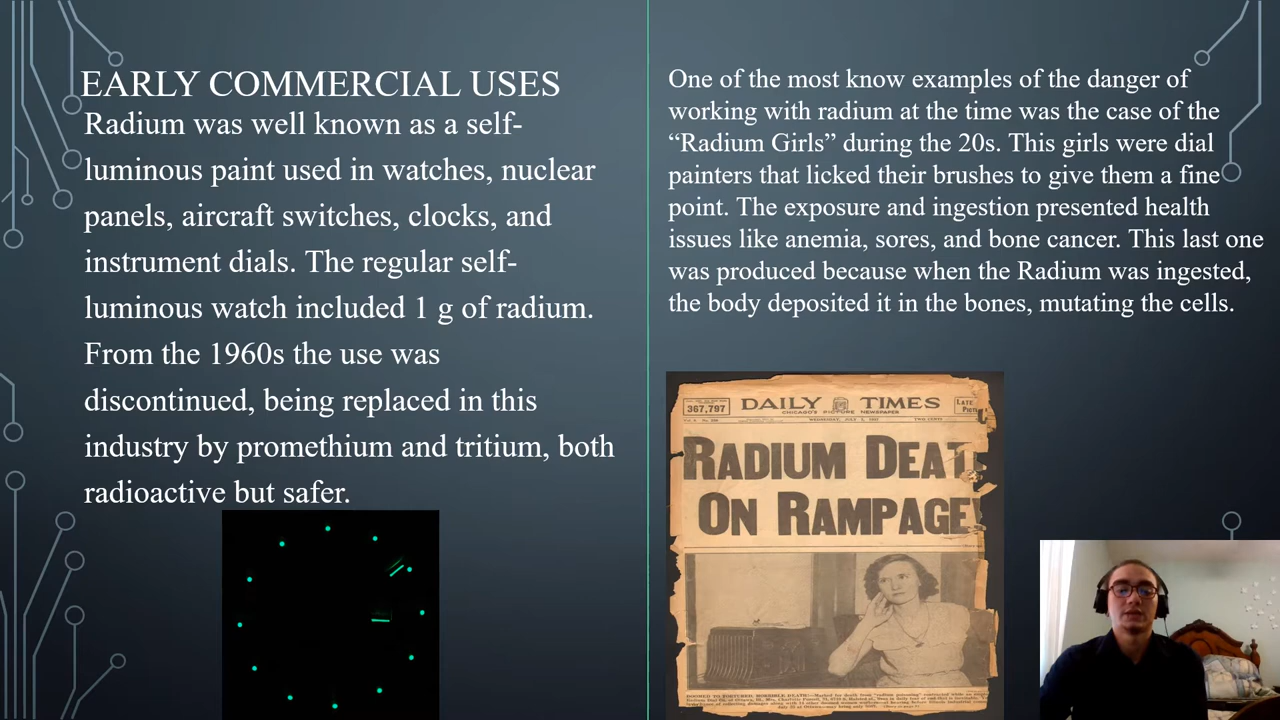 EARLY COMMERCIAL USES
Radium was well known as a self-
luminous paint used in watches, nuclear
panels, aircraft switches, clocks, and
instrument dials. The regular self-
luminous watch included 1 g of radium.
From the 1960s the use was
discontinued, being replaced in this
industry by promethium and tritium, both
radioactive but safer.
One of the most know examples of the danger of
working with radium at the time was the case of the
“Radium Girls” during the 20s. This girls were dial
painters that licked their brushes to give them a fine
point. The exposure and ingestion presented health
issues like anemia, sores, and bone cancer. This last one
was produced because when the Radium was ingested,
the body deposited it in the bones, mutating the cells.
367,797
DAILY TIMES
CHICAGO'S PICTURE NEWSPAPER
LATE
WEDNESDAY, JULY
TWO CENTS
RADIUM DEAT
ON RAMPAGE!